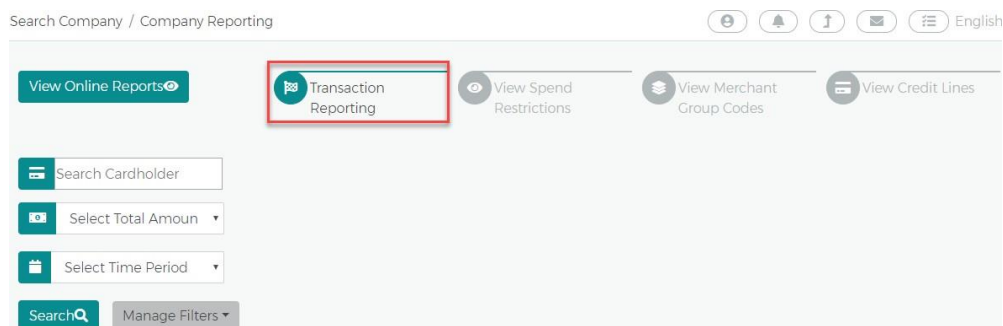 Search Company / Company Reporting
English
View Online Reports
Transaction
Reporting
View Spend
Restrictions
View Merchant
Group Codes
View Credit Lines
Search Cardholder
Select Total Amoun
Select Time Period
Search
Manage Filters